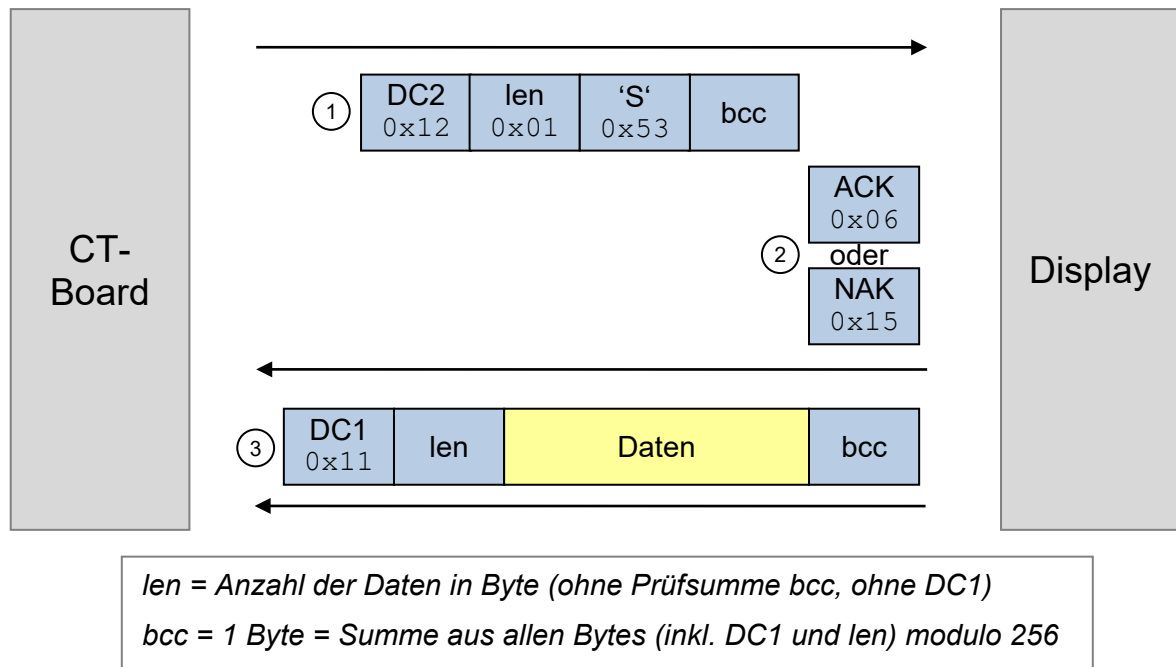 CT-
Board
1
DC2
0x12
len
0x01
‘S‘
0x53
bcc
ACK
0x06
2
oder
NAK
0x15
Display
3
DC1
0x11
len
Daten
bcc
len = Anzahl der Daten in Byte (ohne Prüfsumme bcc, ohne DC1)
bcc = 1 Byte = Summe aus allen Bytes (inkl. DC1 und len) modulo 256